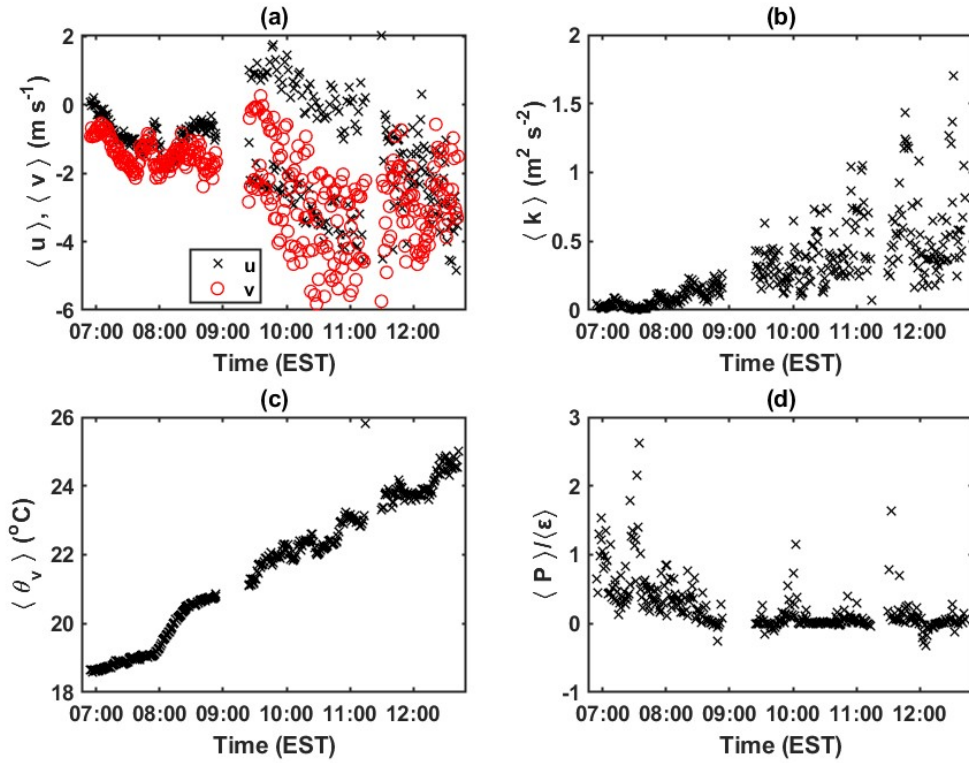 (a)
⟨ u ⟩, ⟨ v ⟩ (m s⁻¹)
2
0
-2
-4
-6
u
v
07:00 08:00 09:00 10:00 11:00 12:00
Time (EST)
(b)
⟨ k ⟩ (m² s⁻²)
2
1.5
1
0.5
0
07:00 08:00 09:00 10:00 11:00 12:00
Time (EST)
(c)
⟨ θᵥ ⟩ (°C)
26
24
22
20
18
07:00 08:00 09:00 10:00 11:00 12:00
Time (EST)
(d)
⟨ P ⟩/⟨ε⟩
3
2
1
0
-1
07:00 08:00 09:00 10:00 11:00 12:00
Time (EST)